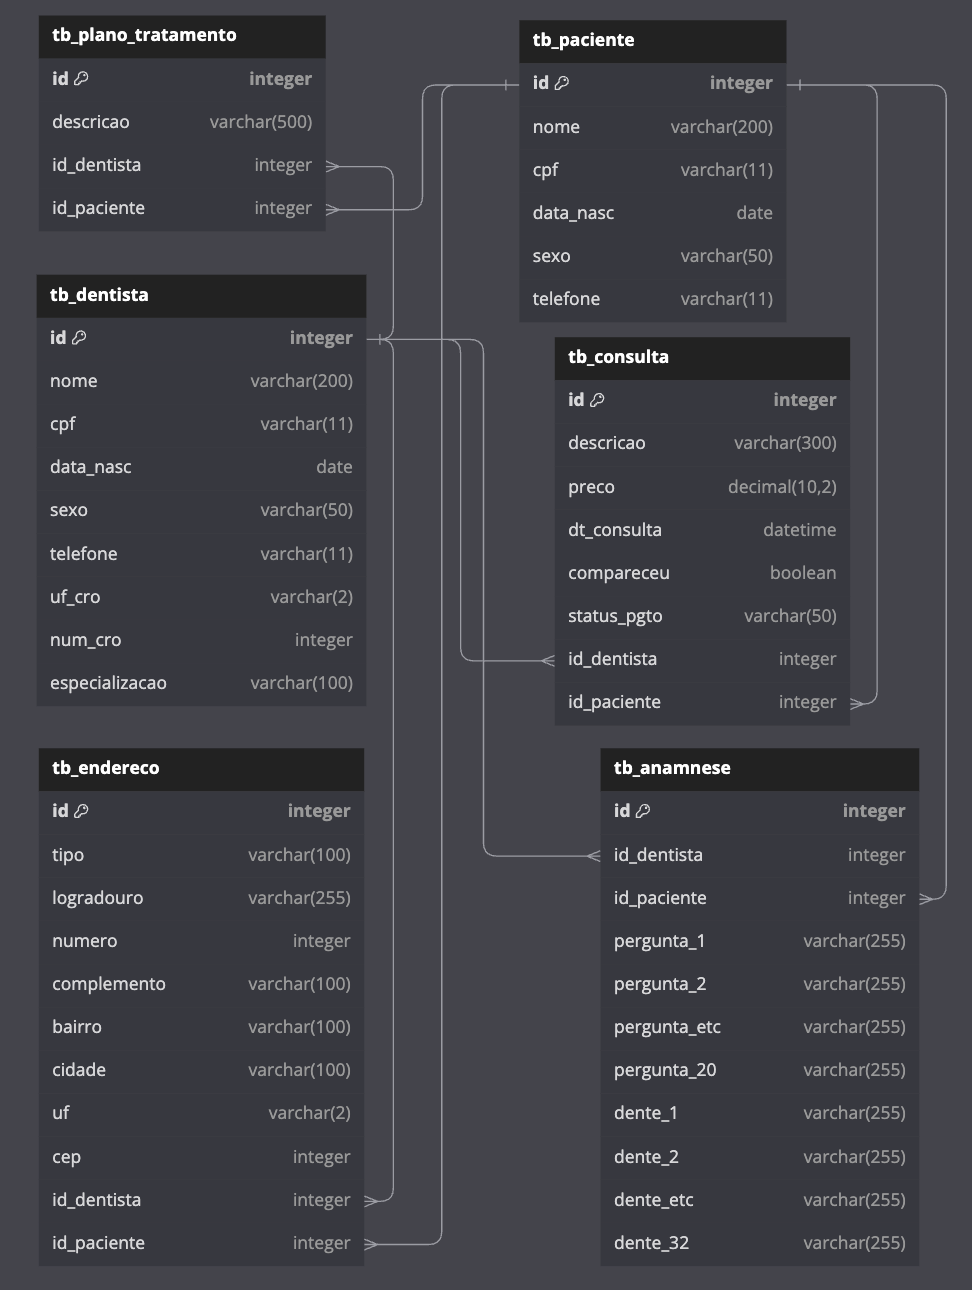 tb_plano_tratamento
id integer
descricao varchar(500)
id_dentista integer
id_paciente integer
tb_paciente
id integer
nome varchar(200)
cpf varchar(11)
data_nasc date
sexo varchar(50)
telefone varchar(11)
tb_dentista
id integer
nome varchar(200)
cpf varchar(11)
data_nasc date
sexo varchar(50)
telefone varchar(11)
uf_cro varchar(2)
num_cro integer
especializacao varchar(100)
tb_consulta
id integer
descricao varchar(300)
preco decimal(10,2)
dt_consulta datetime
compareceu boolean
status_pgto varchar(50)
id_dentista integer
id_paciente integer
tb_endereco
id integer
tipo varchar(100)
logradouro varchar(255)
numero integer
complemento varchar(100)
bairro varchar(100)
cidade varchar(100)
uf varchar(2)
cep integer
id_dentista integer
id_paciente integer
tb_anamnese
id integer
id_dentista integer
id_paciente integer
pergunta_1 varchar(255)
pergunta_2 varchar(255)
pergunta_etc varchar(255)
pergunta_20 varchar(255)
dente_1 varchar(255)
dente_2 varchar(255)
dente_etc varchar(255)
dente_32 varchar(255)